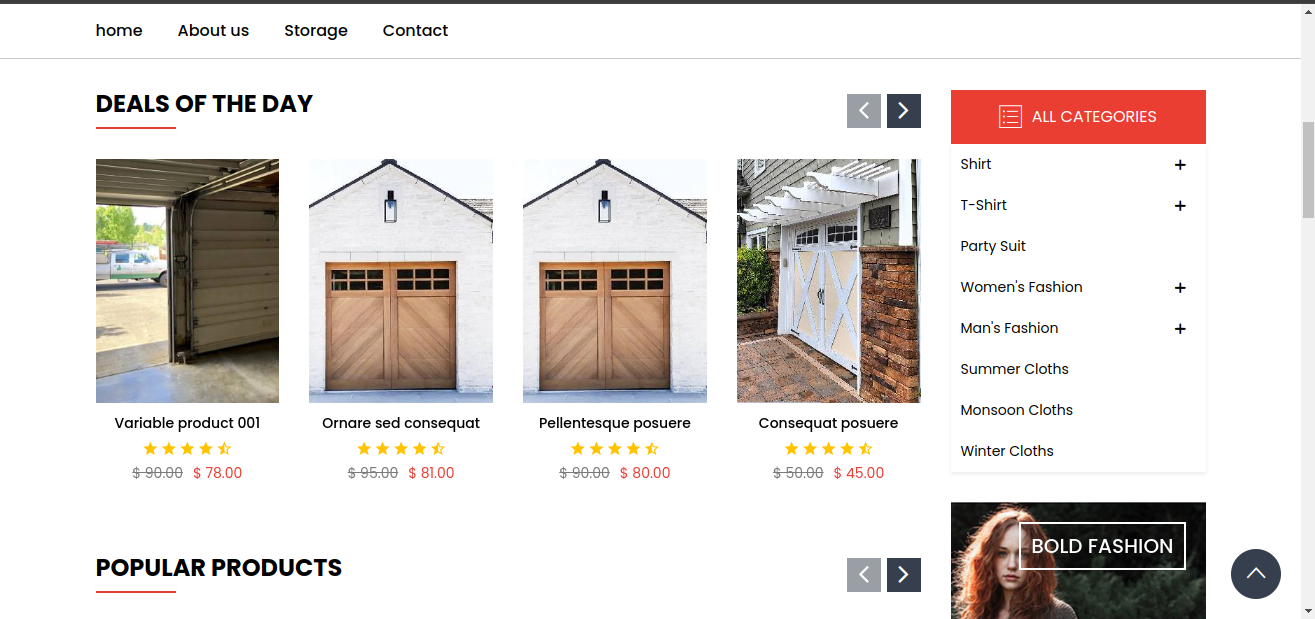 home About us Storage Contact
DEALS OF THE DAY
Variable product 001
$ 90.00 $ 78.00
Ornare sed consequat
$ 95.00 $ 81.00
Pellentesque posuere
$ 90.00 $ 80.00
Consequat posuere
$ 50.00 $ 45.00
POPULAR PRODUCTS
ALL CATEGORIES
Shirt +
T-Shirt +
Party Suit
Women's Fashion +
Man's Fashion +
Summer Cloths
Monsoon Cloths
Winter Cloths
BOLD FASHION